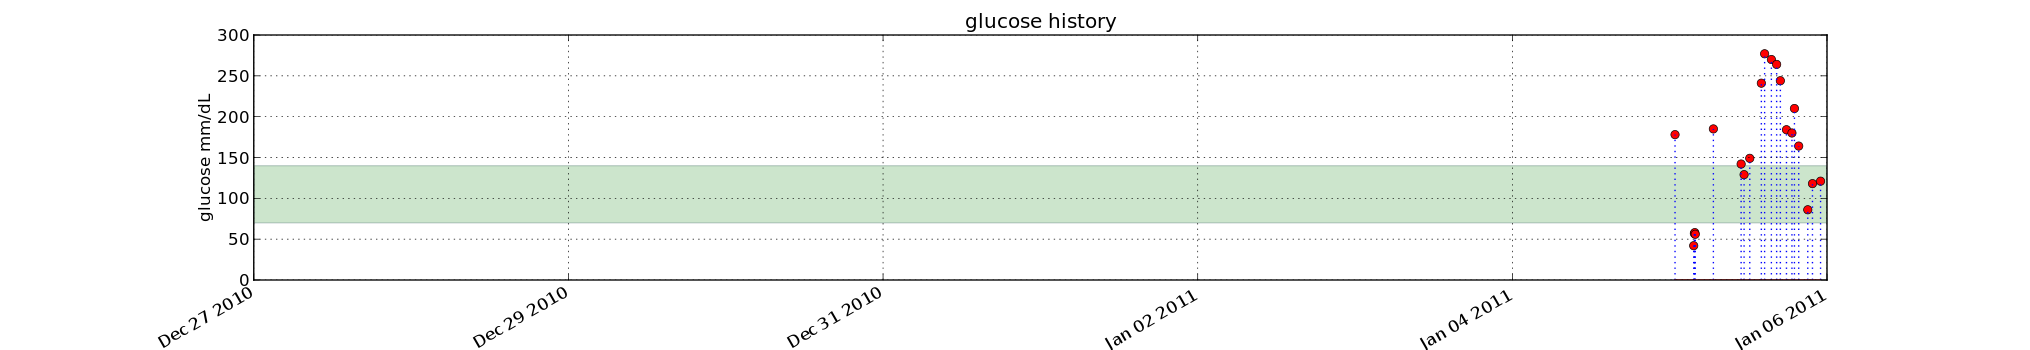 glucose history
glucose mm/dL
300
250
200
150
100
50
0
Dec 27 2010
Dec 29 2010
Dec 31 2010
Jan 02 2011
Jan 04 2011
Jan 06 2011